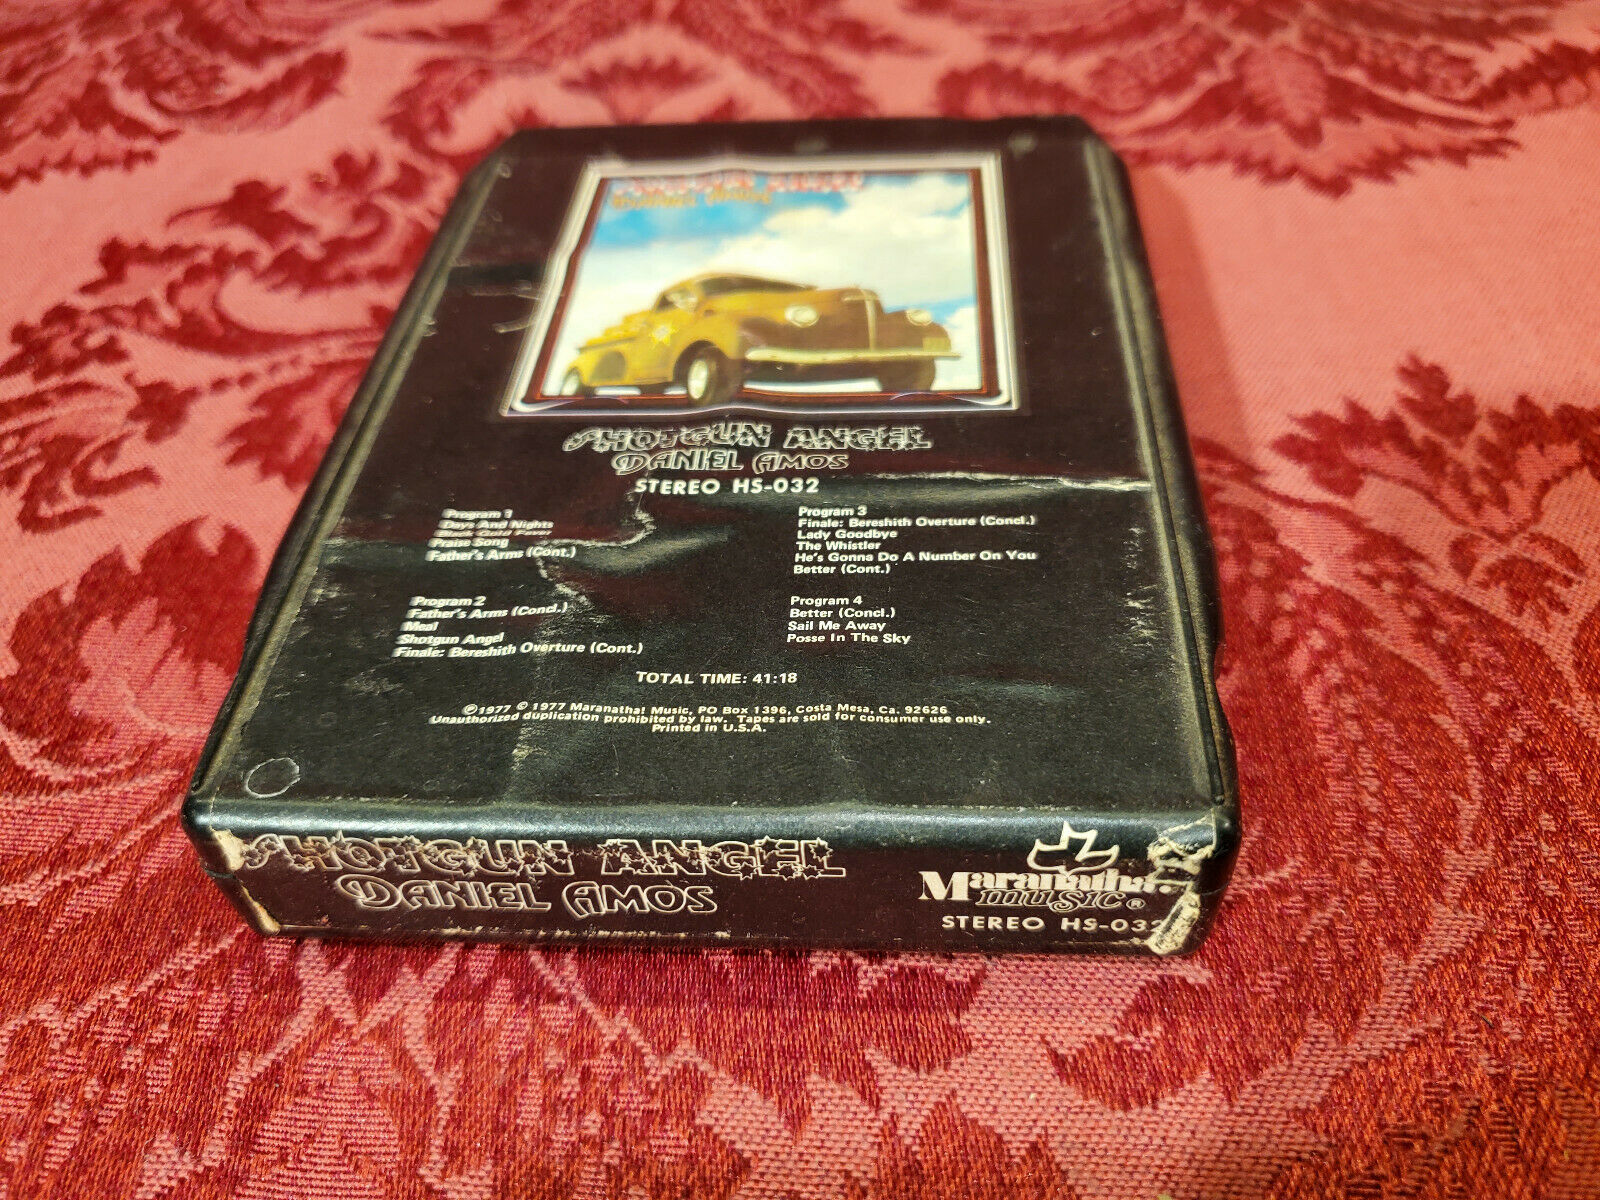 DANIEL AMOS
SHOTGUN ANGEL
DANIEL AMOS
STEREO HS-032
Program 1
Days And Nights
Black Gold Fever
Praise Song
Father's Arms (Cont.)
Program 2
Father's Arms (Concl.)
Meal
Shotgun Angel
Finale: Bereshith Overture (Cont.)
Program 3
Finale: Bereshith Overture (Concl.)
Lady Goodbye
The Whistler
He's Gonna Do A Number On You
Better (Cont.)
Program 4
Better (Concl.)
Sail Me Away
Posse In The Sky
TOTAL TIME: 41:18
℗1977 © 1977 Maranatha! Music, PO Box 1396, Costa Mesa, Ca. 92626
Unauthorized duplication prohibited by law. Tapes are sold for consumer use only.
Printed in U.S.A.
SHOTGUN ANGEL
DANIEL AMOS
Maranatha!
music®
STEREO HS-032